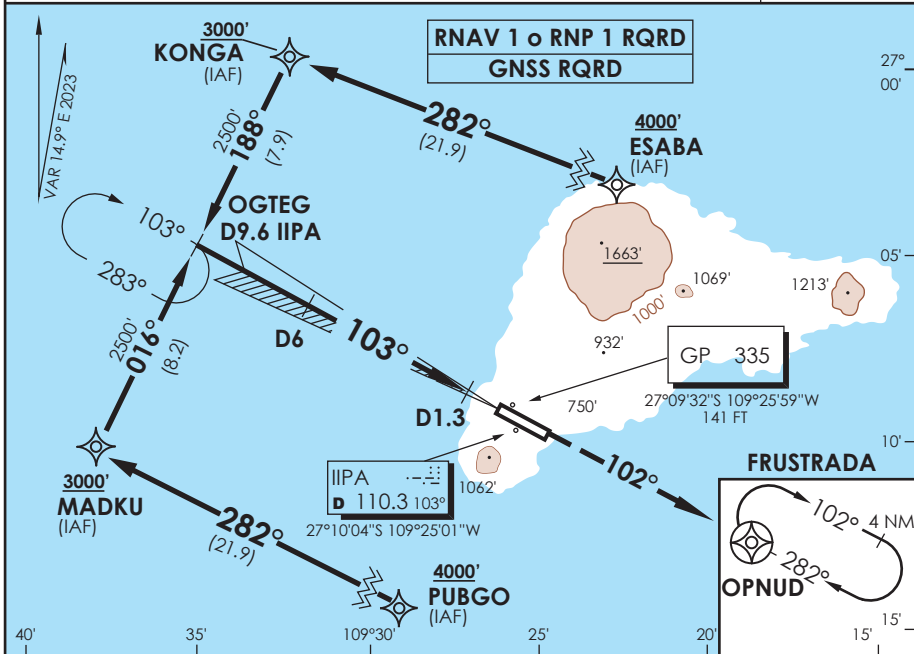 3000'
KONGA
(IAF)
RNAV 1 o RNP 1 RQRD
GNSS RQRD
27°
00'
VAR 14.9° E 2023
2500'
188°
(7.9)
282°
(21.9)
4000'
ESABA
(IAF)
OGTEG
D9.6 IIPA
103°
283°
1663'
1069'
1213'
05'
1000'
D6
103°
932'
GP 335
27°09'32"S 109°25'59"W
141 FT
2500'
016°
(8.2)
D1.3
750'
10'
3000'
MADKU
(IAF)
IIPA
D 110.3 103°
27°10'04"S 109°25'01"W
1062'
102°
FRUSTRADA
282°
(21.9)
102°
4 NM
282°
OPNUD
4000'
PUBGO
(IAF)
15'
40'
35'
109°30'
25'
20'
15'